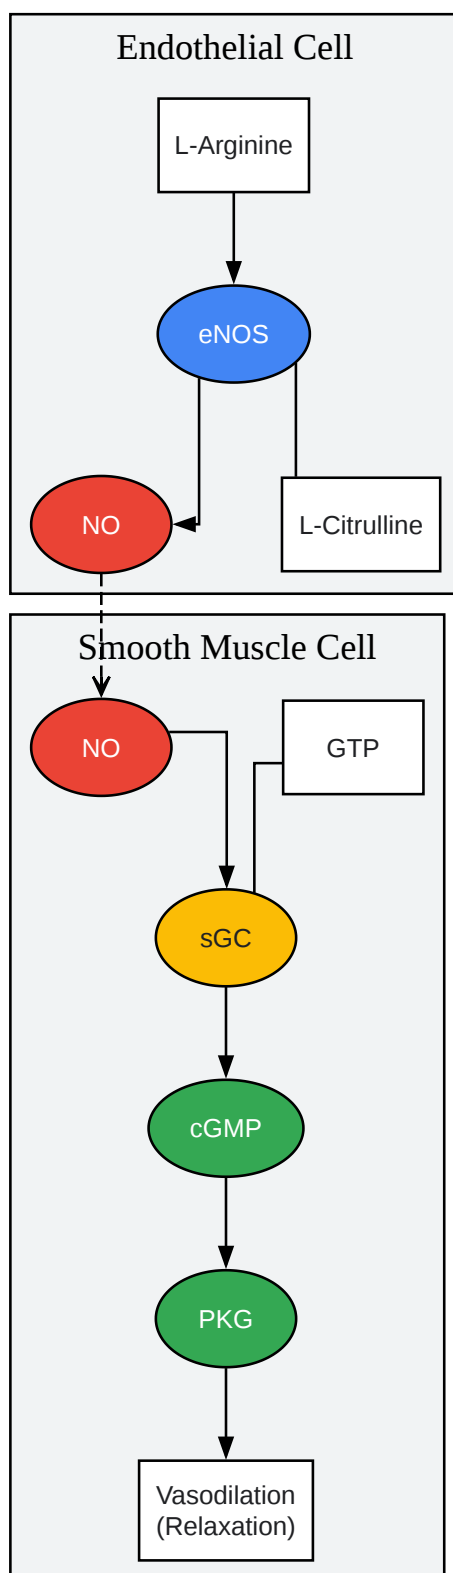 Endothelial Cell
L-Arginine
eNOS
NO
L-Citrulline
Smooth Muscle Cell
NO
GTP
sGC
cGMP
PKG
Vasodilation
(Relaxation)